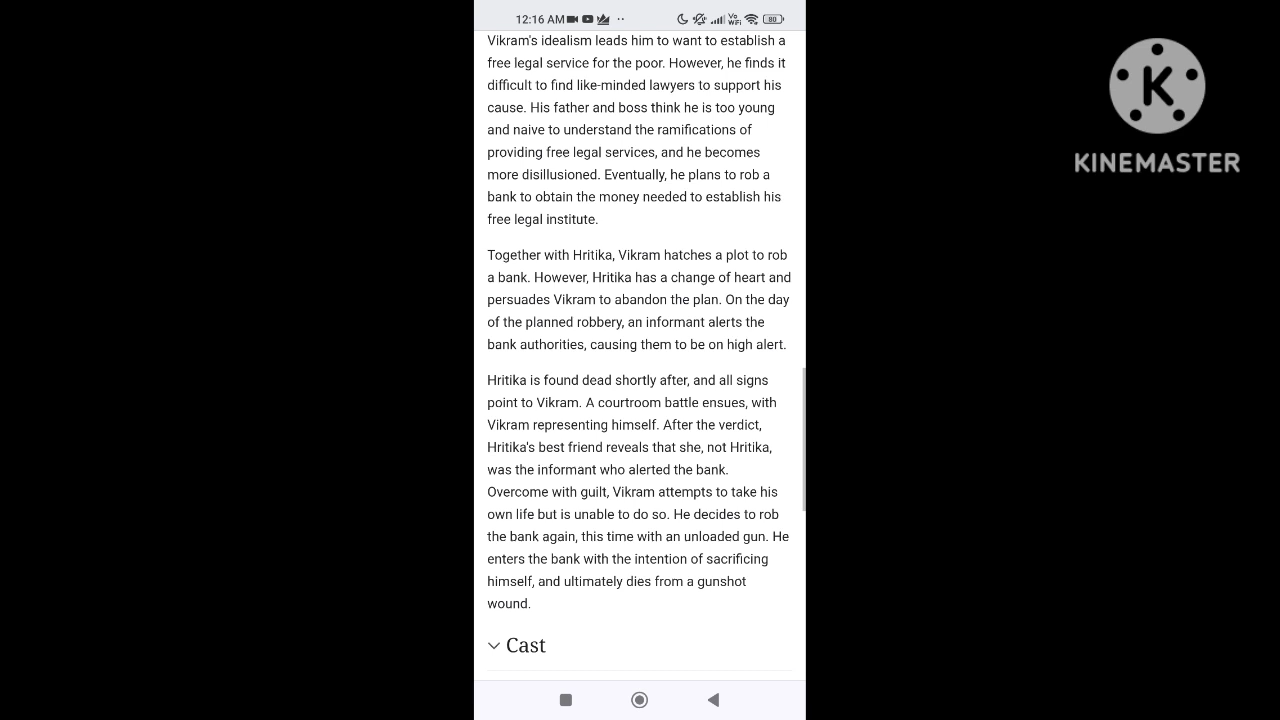 12:16 AM
Vo
WiFi
80
Vikram's idealism leads him to want to establish a
free legal service for the poor. However, he finds it
difficult to find like-minded lawyers to support his
cause. His father and boss think he is too young
and naive to understand the ramifications of
providing free legal services, and he becomes
more disillusioned. Eventually, he plans to rob a
bank to obtain the money needed to establish his
free legal institute.
Together with Hritika, Vikram hatches a plot to rob
a bank. However, Hritika has a change of heart and
persuades Vikram to abandon the plan. On the day
of the planned robbery, an informant alerts the
bank authorities, causing them to be on high alert.
Hritika is found dead shortly after, and all signs
point to Vikram. A courtroom battle ensues, with
Vikram representing himself. After the verdict,
Hritika's best friend reveals that she, not Hritika,
was the informant who alerted the bank.
Overcome with guilt, Vikram attempts to take his
own life but is unable to do so. He decides to rob
the bank again, this time with an unloaded gun. He
enters the bank with the intention of sacrificing
himself, and ultimately dies from a gunshot
wound.
Cast
K
KINEMASTER